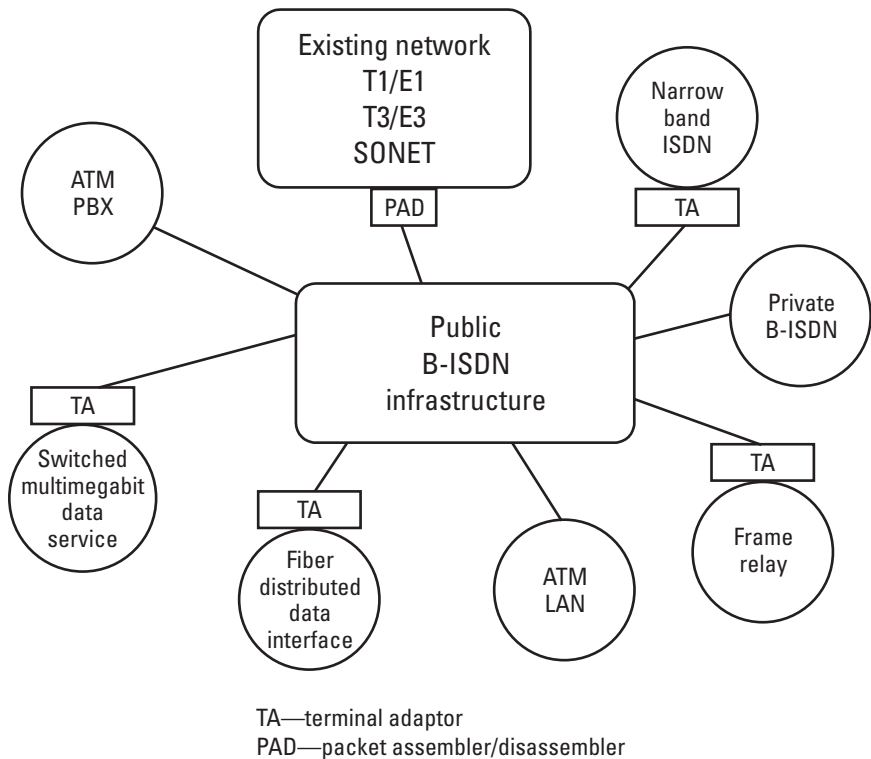 Existing network
T1/E1
T3/E3
SONET
PAD
Narrow
band
ISDN
TA
ATM
PBX
Public
B-ISDN
infrastructure
Private
B-ISDN
TA
Switched
multimegabit
data
service
TA
Fiber
distributed
data
interface
ATM
LAN
TA
Frame
relay
TA—terminal adaptor
PAD—packet assembler/disassembler